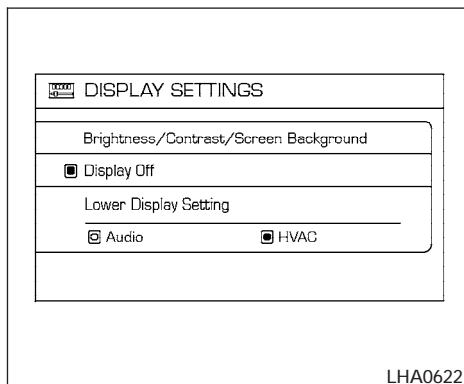 DISPLAY SETTINGS
Brightness/Contrast/Screen Background
Display Off
Lower Display Setting
Audio HVAC
LHA0622